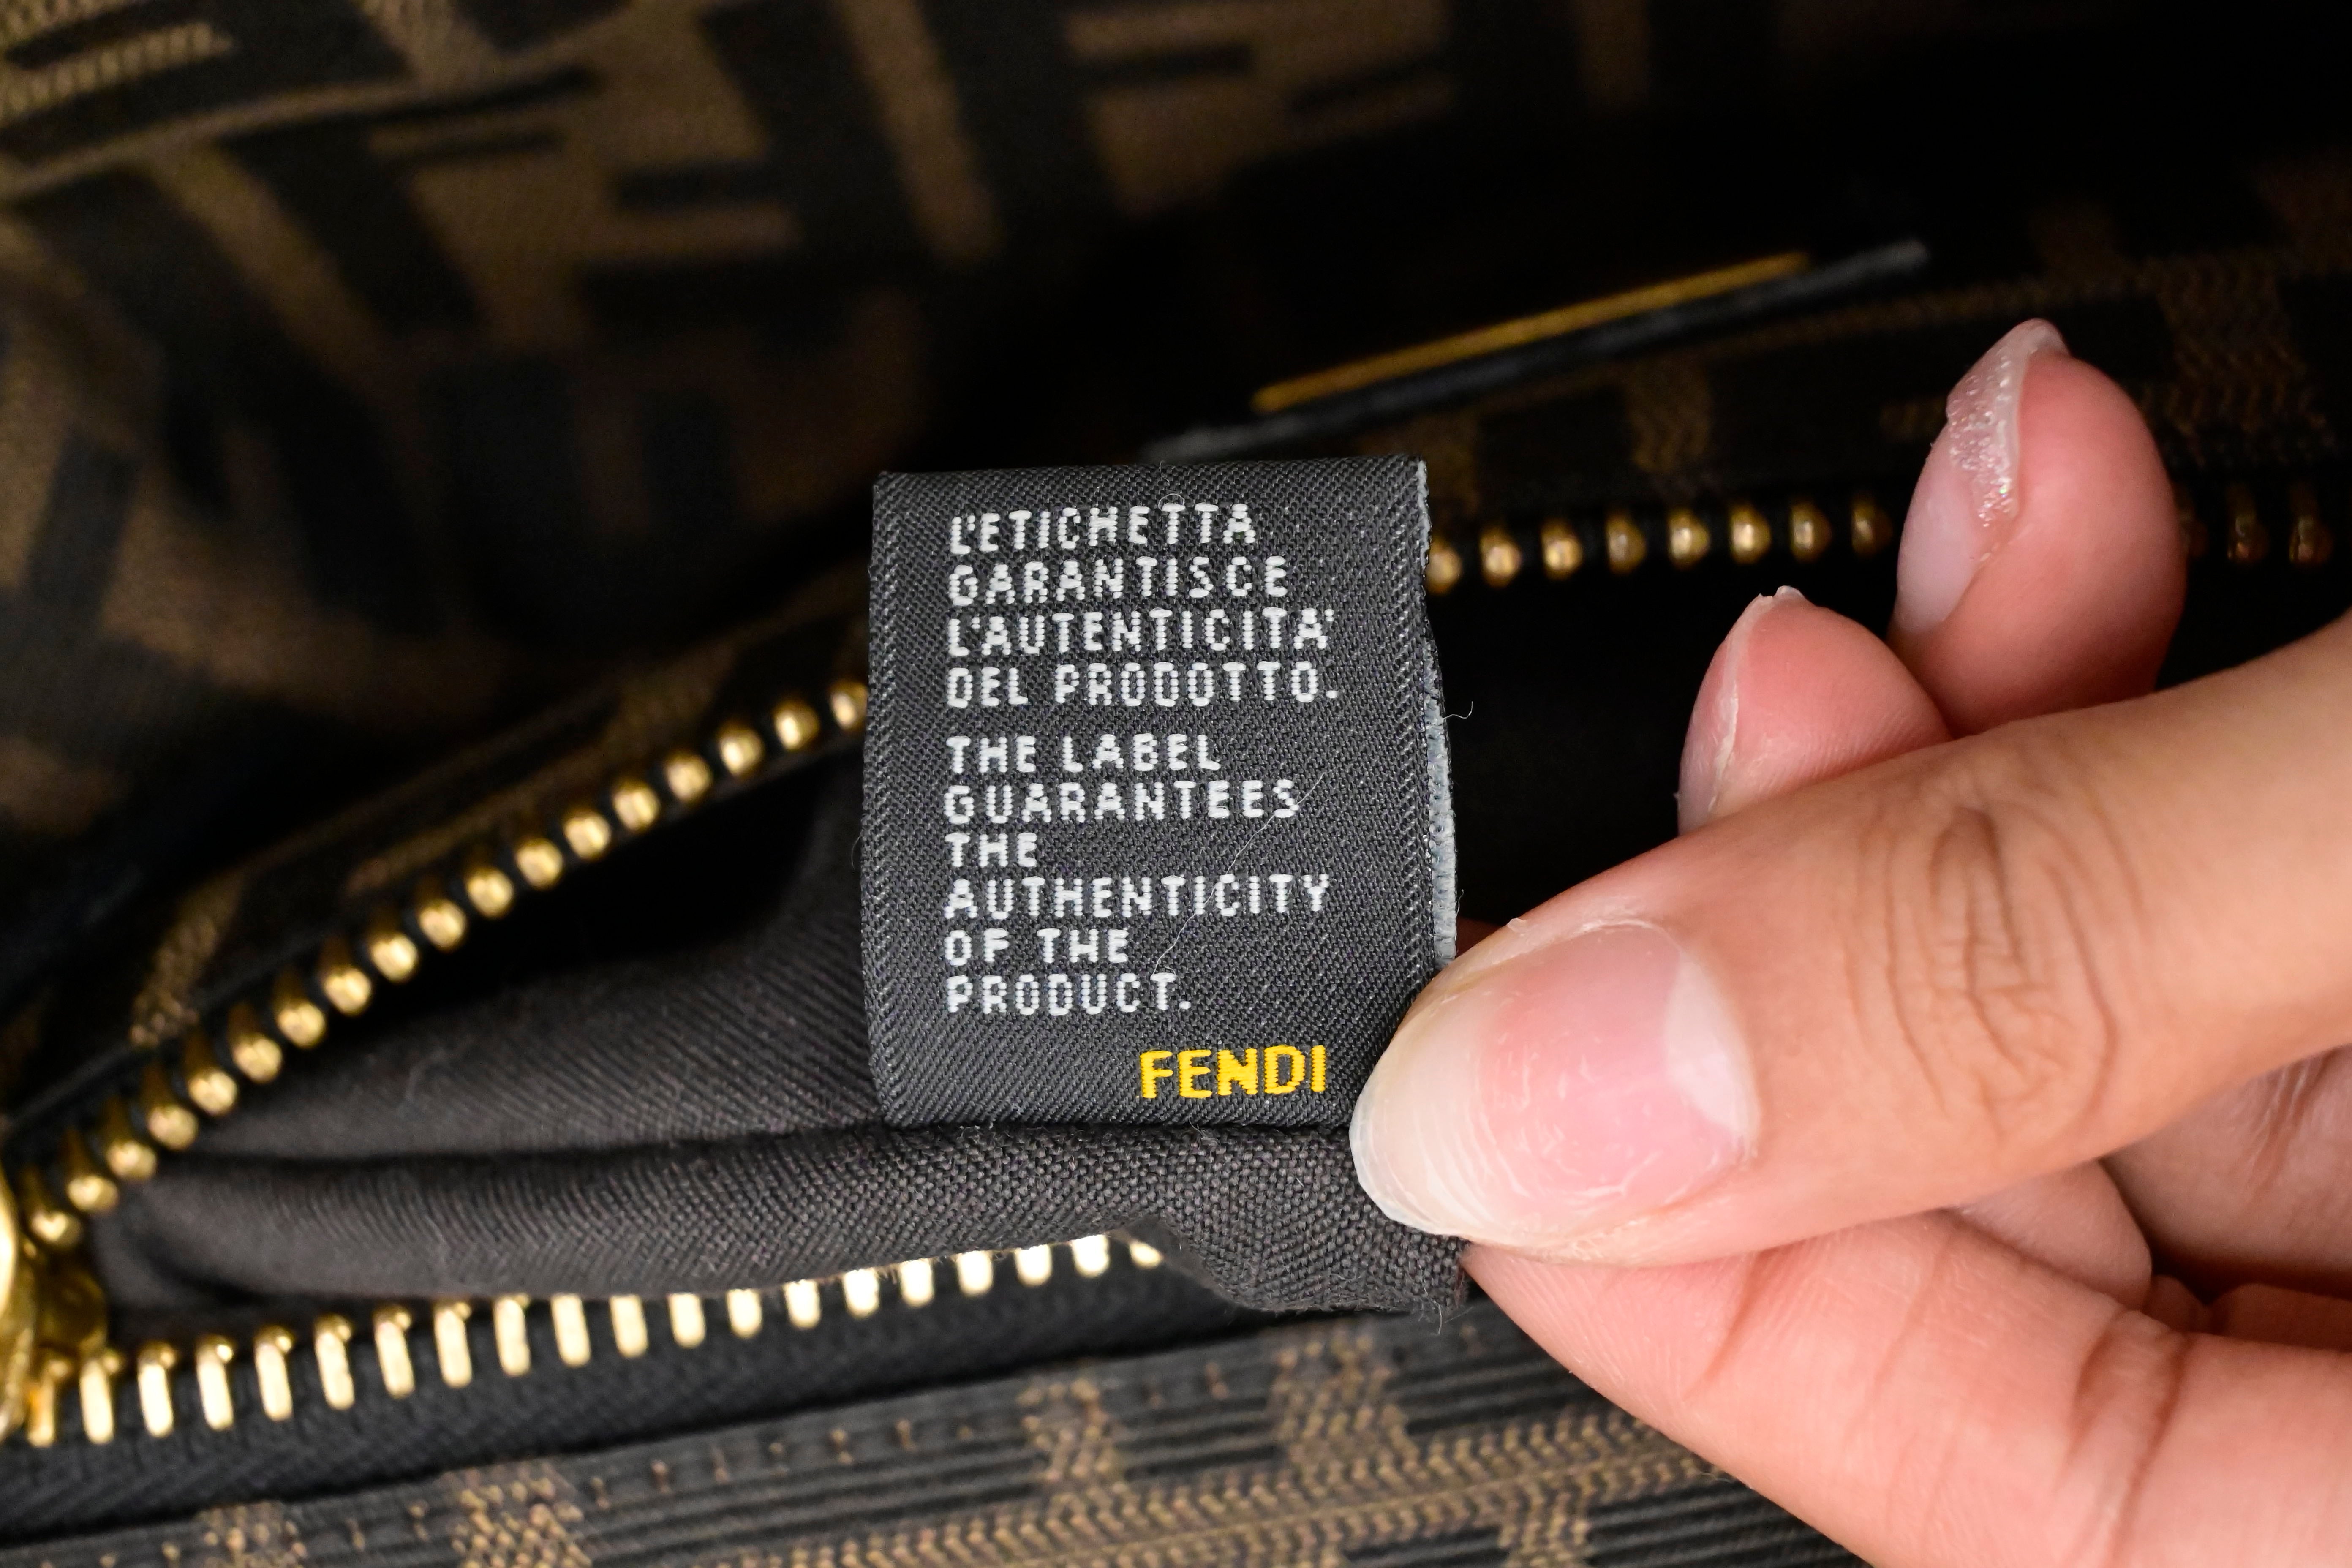 L'ETICHETTA
GARANTISCE
L'AUTENTICITA'
DEL PRODOTTO.
THE LABEL
GUARANTEES
THE
AUTHENTICITY
OF THE
PRODUCT.
FENDI